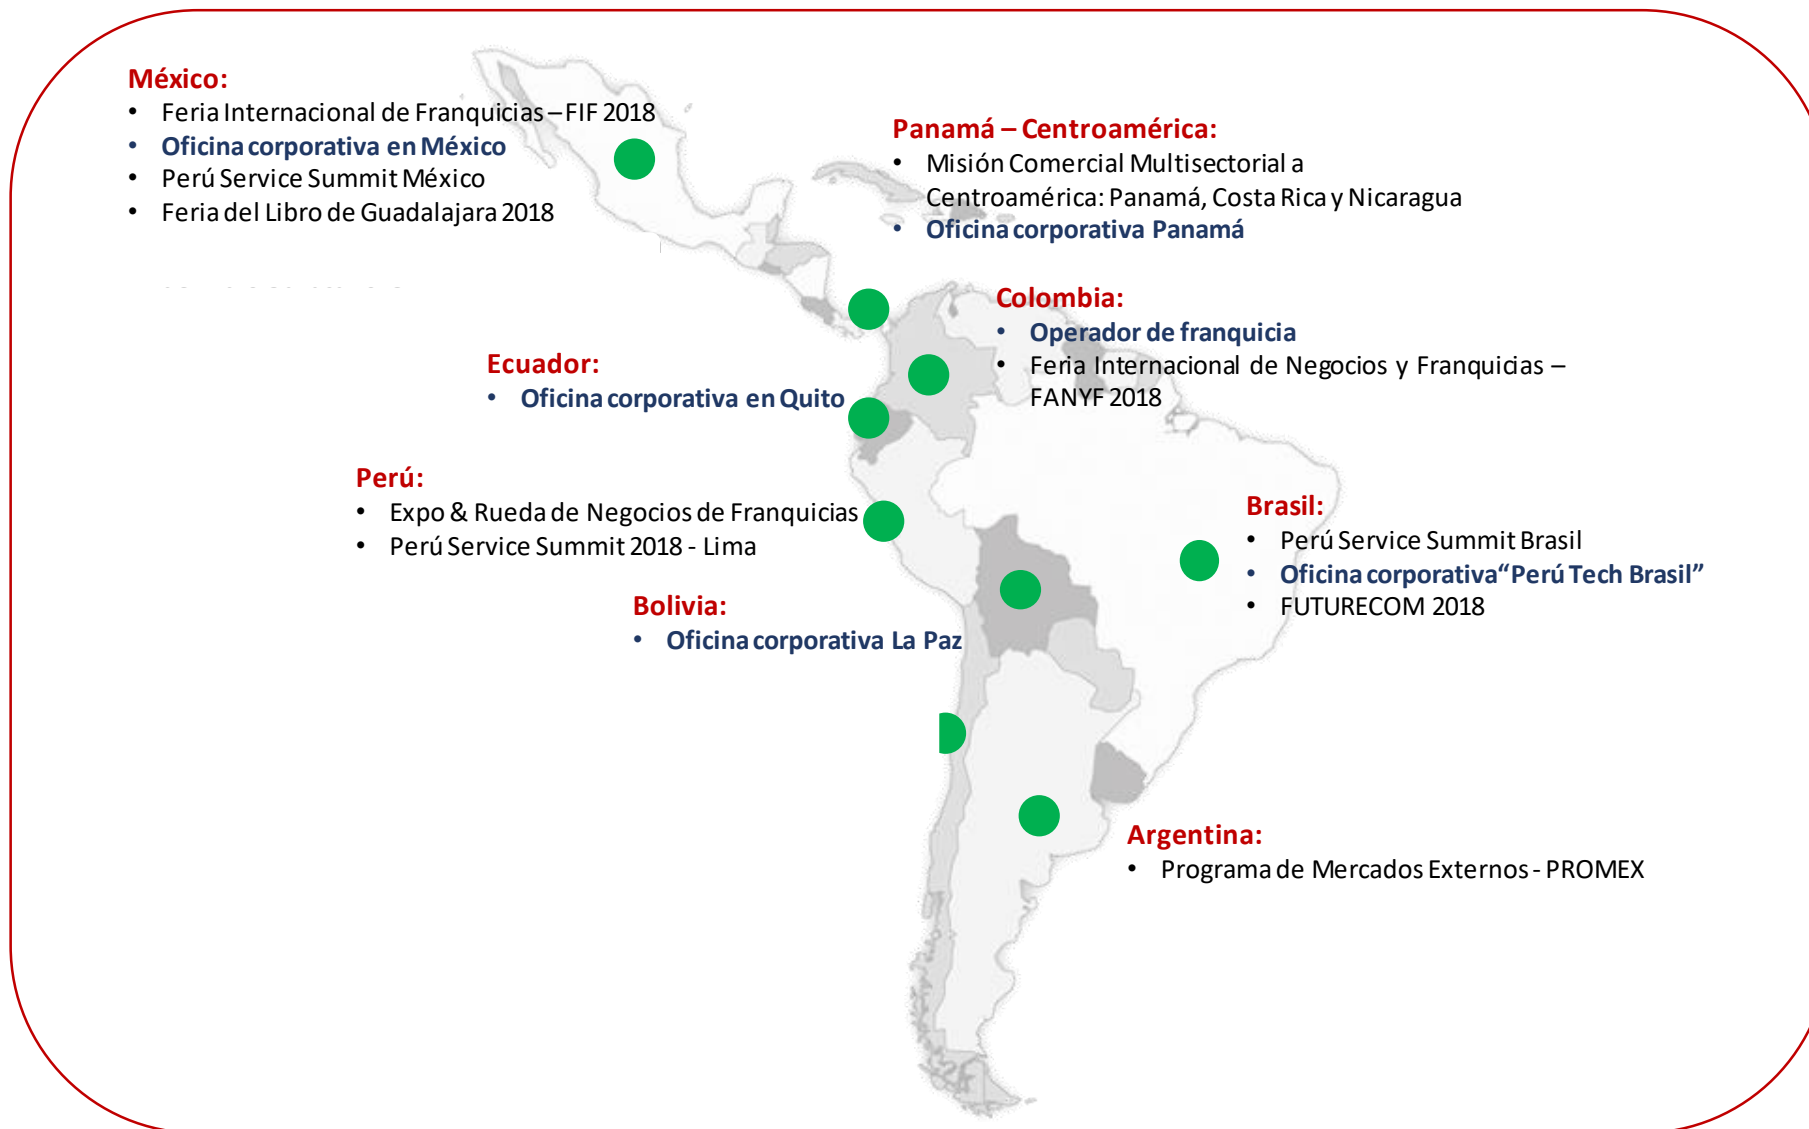 México:
• Feria Internacional de Franquicias – FIF 2018
• Oficina corporativa en México
• Perú Service Summit México
• Feria del Libro de Guadalajara 2018
Panamá – Centroamérica:
• Misión Comercial Multisectorial a
Centroamérica: Panamá, Costa Rica y Nicaragua
• Oficina corporativa Panamá
Colombia:
• Operador de franquicia
• Feria Internacional de Negocios y Franquicias –
FANYF 2018
Ecuador:
• Oficina corporativa en Quito
Perú:
• Expo & Rueda de Negocios de Franquicias
• Perú Service Summit 2018 - Lima
Brasil:
• Perú Service Summit Brasil
• Oficina corporativa “Perú Tech Brasil”
• FUTURECOM 2018
Bolivia:
• Oficina corporativa La Paz
Argentina:
• Programa de Mercados Externos - PROMEX